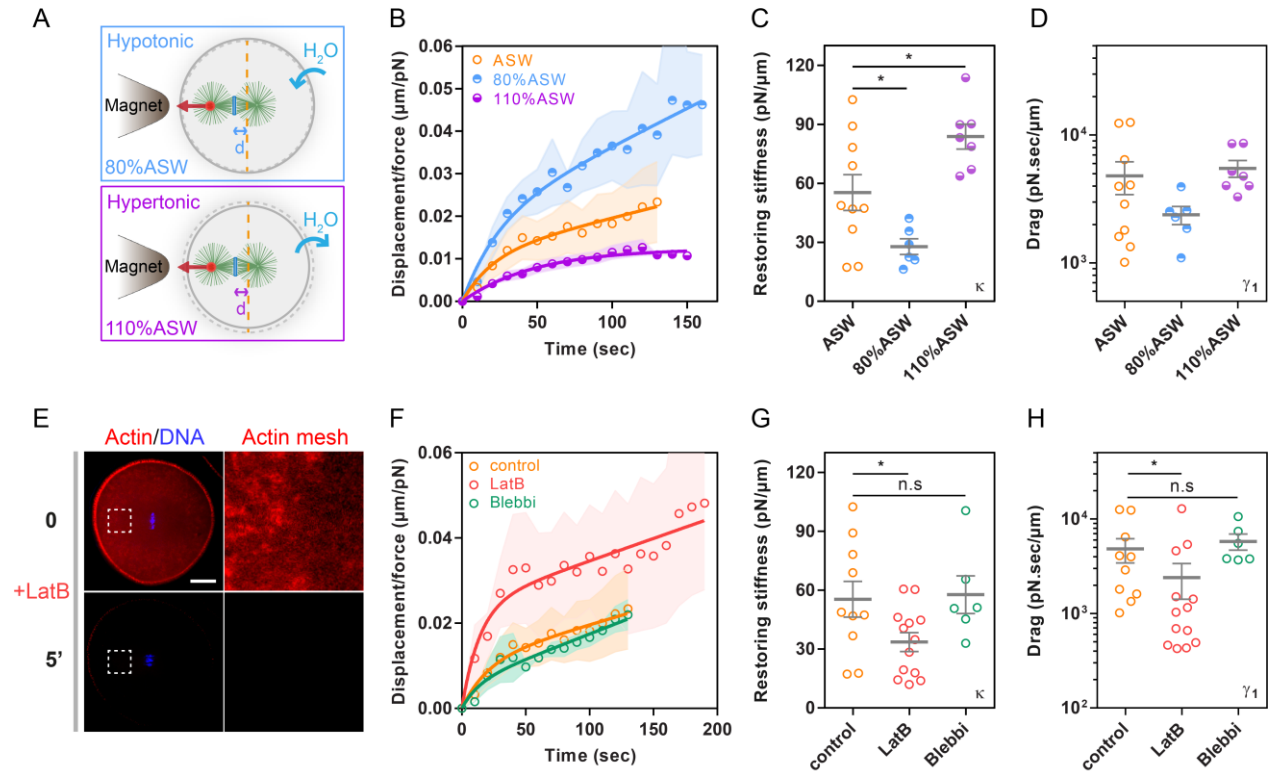 A
Hypotonic
H2O
Magnet
d
80%ASW
Hypertonic
H2O
Magnet
d
110%ASW
B
Displacement/force (μm/pN)
0.06
0.05
0.04
0.03
0.02
0.01
0.00
ASW
80%ASW
110%ASW
0 50 100 150
Time (sec)
C
Restoring stiffness (pN/μm)
120
90
60
30
0
*
*
κ
ASW 80%ASW 110%ASW
D
Drag (pN.sec/μm)
10⁴
10³
γ1
ASW 80%ASW 110%ASW
E
Actin/DNA Actin mesh
0
+LatB
5'
F
Displacement/force (μm/pN)
0.06
0.04
0.02
0.00
control
LatB
Blebbi
0 50 100 150 200
Time (sec)
G
Restoring stiffness (pN/μm)
120
90
60
30
0
*
n.s
κ
control LatB Blebbi
H
Drag (pN.sec/μm)
10⁴
10³
10²
*
n.s
γ1
control LatB Blebbi